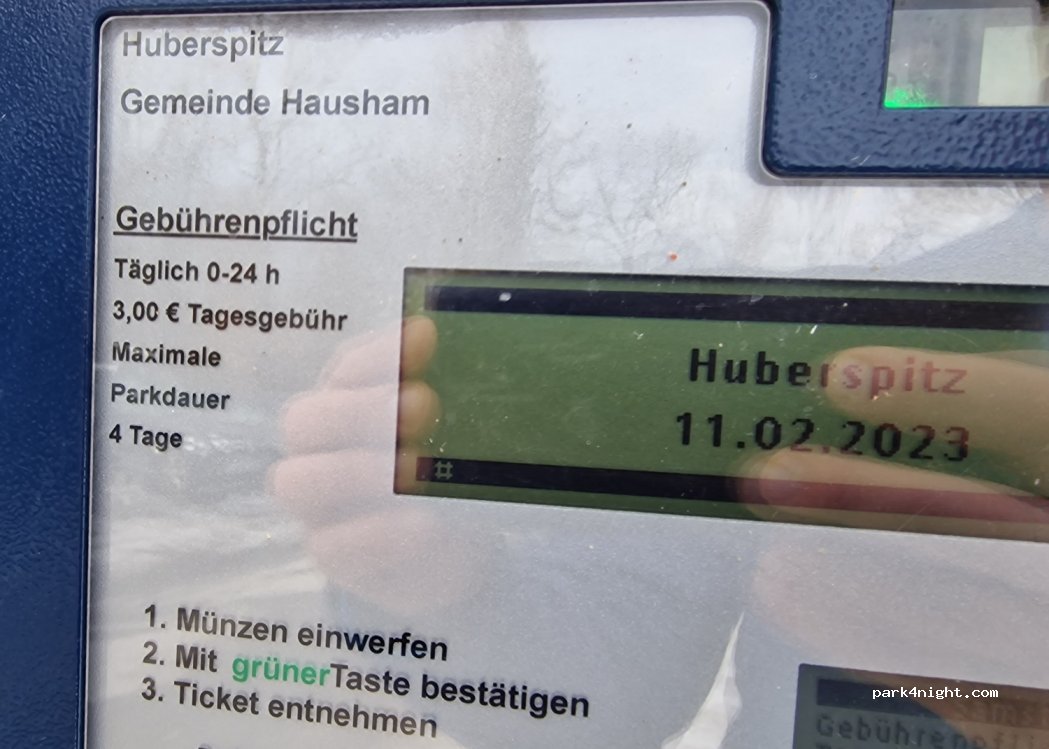 Huberspitz
Gemeinde Hausham
Gebührenpflicht
Täglich 0-24 h
3,00 € Tagesgebühr
Maximale
Parkdauer
4 Tage
Huberspitz
11.02.2023
#
1. Münzen einwerfen
2. Mit grünerTaste bestätigen
3. Ticket entnehmen
park4night.com